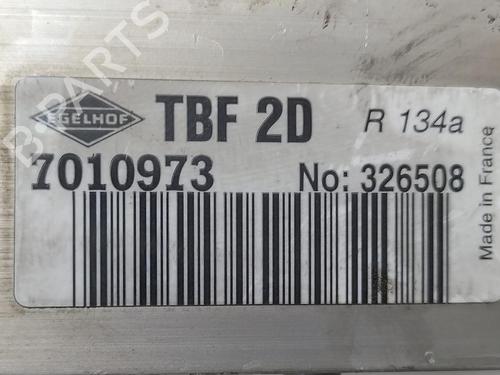 B-PARTS
EGELHOF
TBF 2D
R 134a
7010973
No: 326508
Made in France